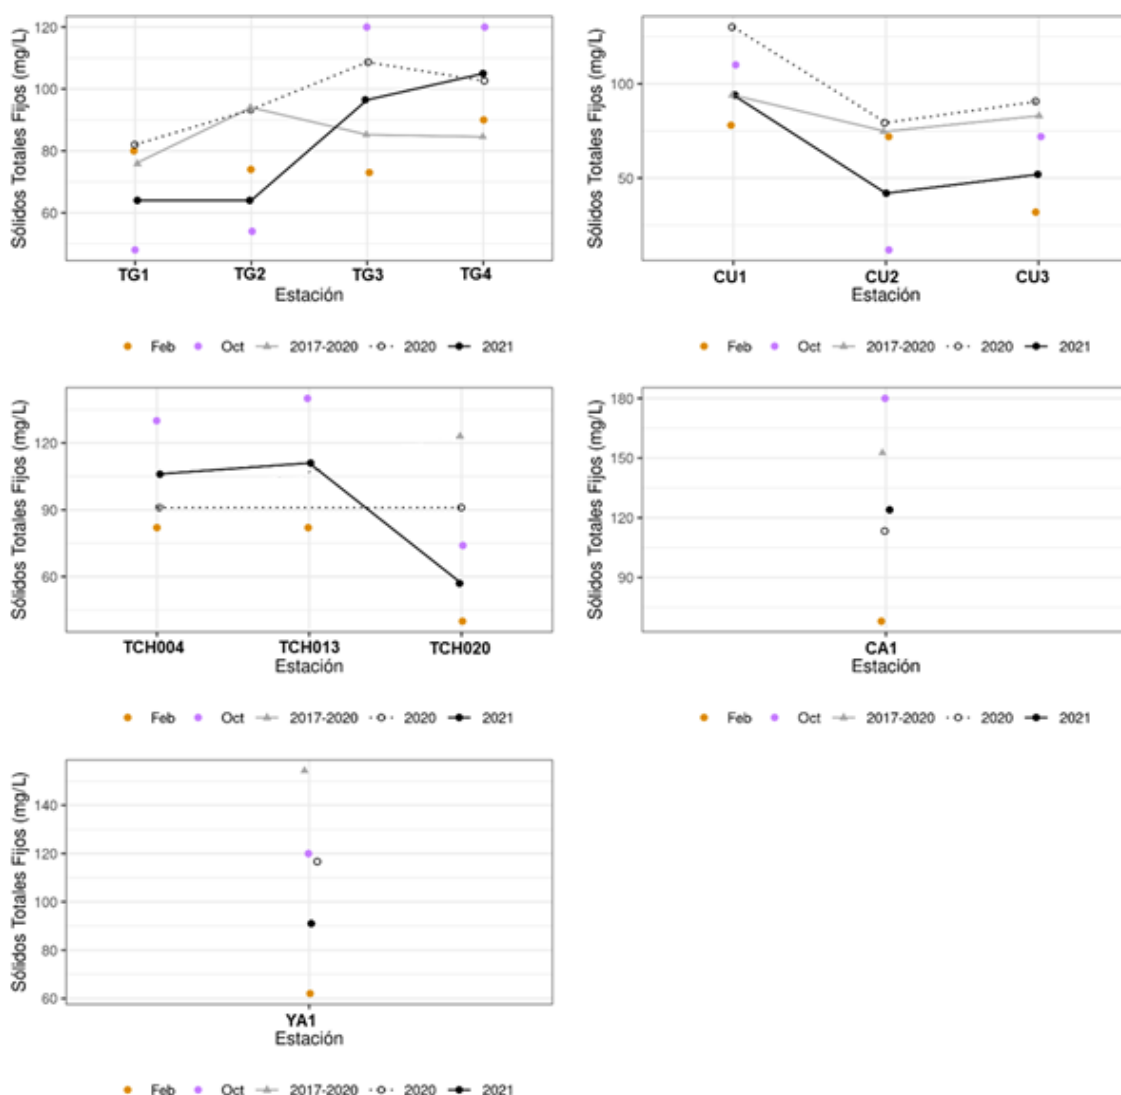 Sólidos Totales Fijos (mg/L)
120
100
80
60
TG1 TG2 TG3 TG4
Estación
Feb Oct 2017-2020 2020 2021
Sólidos Totales Fijos (mg/L)
100
50
CU1 CU2 CU3
Estación
Feb Oct 2017-2020 2020 2021
Sólidos Totales Fijos (mg/L)
120
90
60
TCH004 TCH013 TCH020
Estación
Feb Oct 2017-2020 2020 2021
Sólidos Totales Fijos (mg/L)
180
150
120
90
CA1
Estación
Feb Oct 2017-2020 2020 2021
Sólidos Totales Fijos (mg/L)
140
120
100
80
60
YA1
Estación
Feb Oct 2017-2020 2020 2021